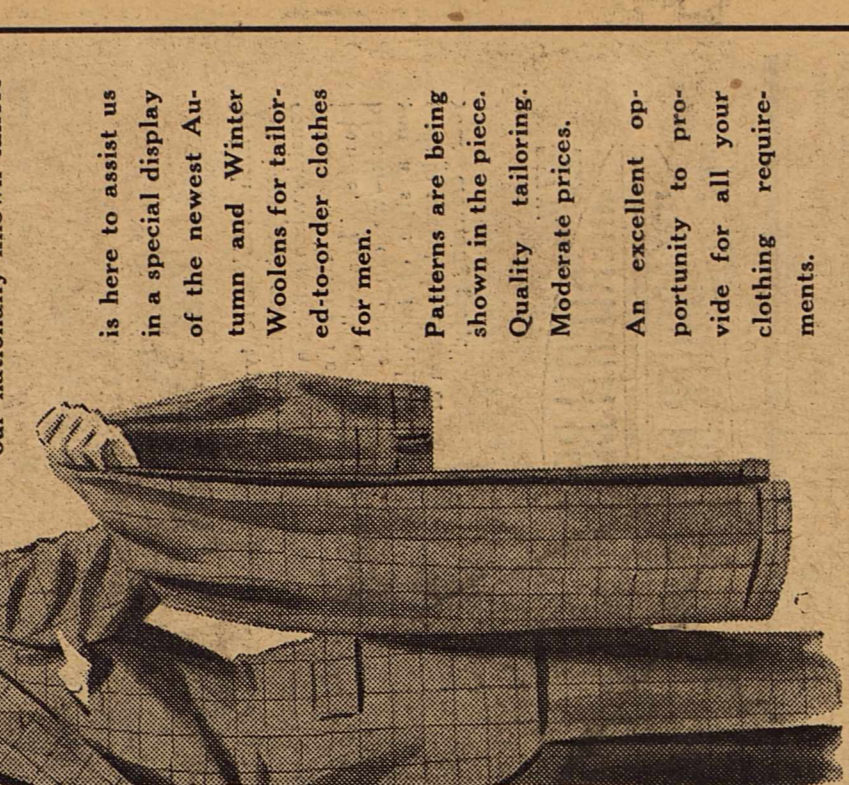 is here to assist us
in a special display
of the newest Au-
tumn and Winter
Woolens for tailor-
ed-to-order clothes
for men.
Patterns are being
shown in the piece.
Quality tailoring.
Moderate prices.
An excellent op-
portunity to pro-
vide for all your
clothing require-
ments.